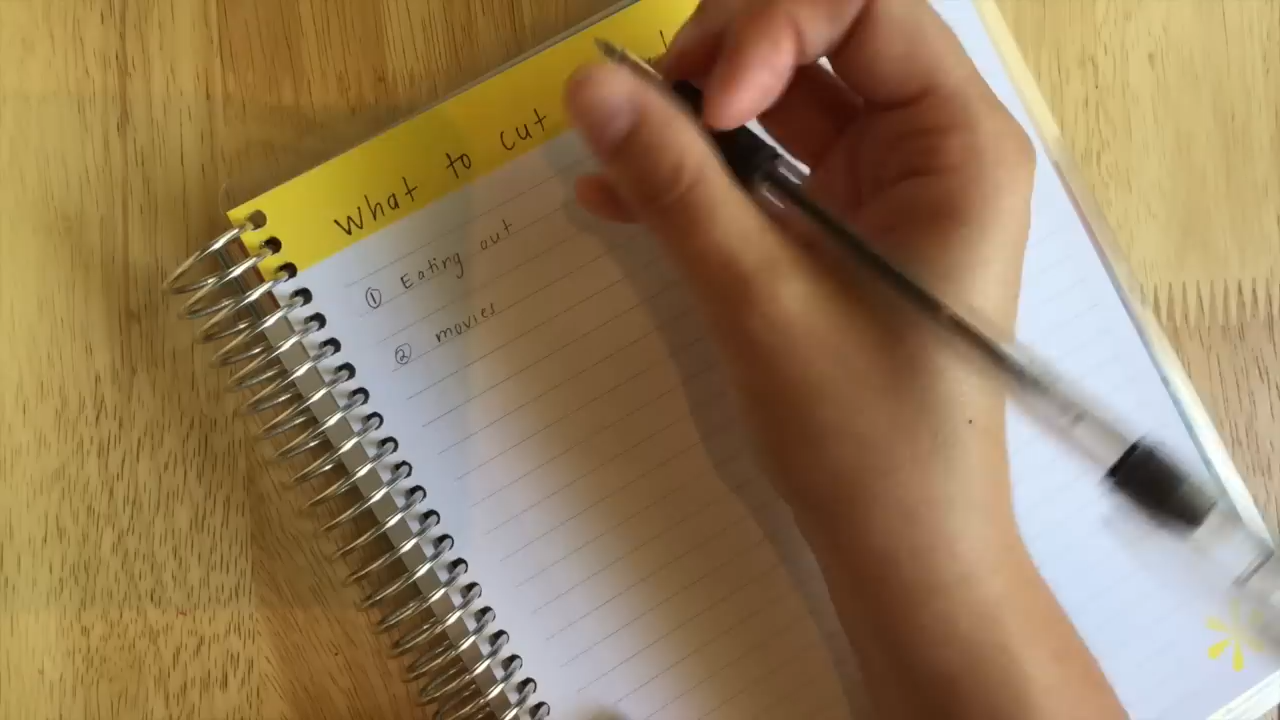 What to cut
① Eating out
② movies